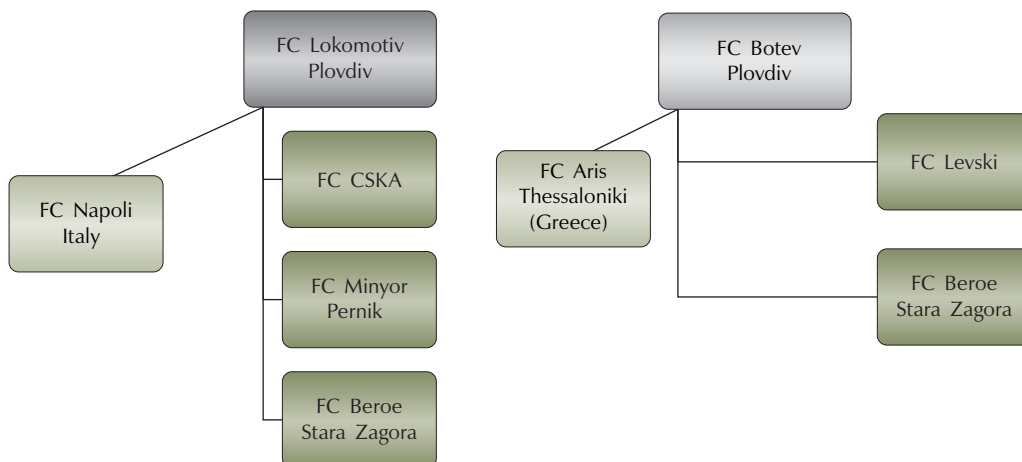 FC Lokomotiv
Plovdiv
FC CSKA
FC Napoli
Italy
FC Minyor
Pernik
FC Beroe
Stara Zagora
FC Botev
Plovdiv
FC Aris
Thessaloniki
(Greece)
FC Levski
FC Beroe
Stara Zagora